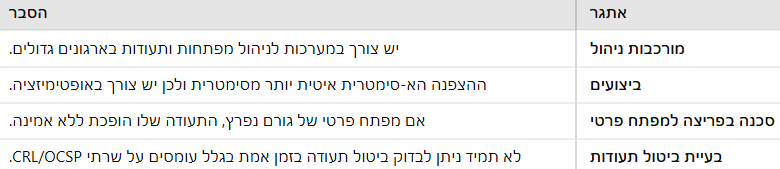 אתגר הסבר
מורכבות ניהול יש צורך במערכות לניהול מפתחות ותעודות בארגונים גדולים.
ביצועים ההצפנה הא-סימטרית איטית יותר מסימטרית ולכן יש צורך באופטימיזציה.
סכנה בפריצה למפתח פרטי אם מפתח פרטי של גורם נפרץ, התעודה שלו הופכת ללא אמינה.
בעיית ביטול תעודות לא תמיד ניתן לבדוק ביטול תעודה בזמן אמת בגלל עומסים על שרתי CRL/OCSP.